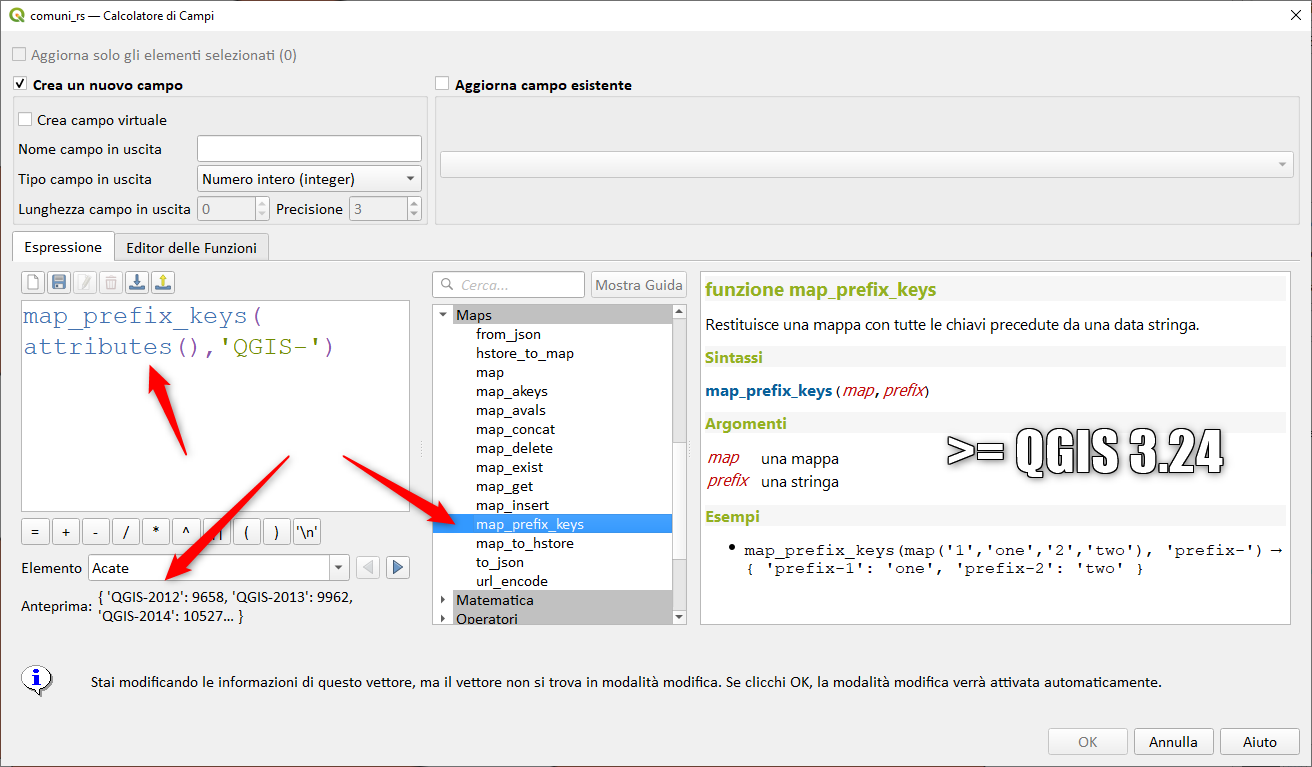 comuni_rs — Calcolatore di Campi
Aggiorna solo gli elementi selezionati (0)
Crea un nuovo campo
Aggiorna campo esistente
Crea campo virtuale
Nome campo in uscita
Tipo campo in uscita
Numero intero (integer)
Lunghezza campo in uscita
0
Precisione
3
Espressione
Editor delle Funzioni
map_prefix_keys(
attributes(),'QGIS-')
= + - / * ^ || ( ) '\n'
Elemento
Acate
Anteprima:
{ 'QGIS-2012': 9658, 'QGIS-2013': 9962,
'QGIS-2014': 10527… }
Cerca…
Mostra Guida
Maps
from_json
hstore_to_map
map
map_akeys
map_avals
map_concat
map_delete
map_exist
map_get
map_insert
map_prefix_keys
map_to_hstore
to_json
url_encode
Matematica
Operatori
funzione map_prefix_keys
Restituisce una mappa con tutte le chiavi precedute da una data stringa.
Sintassi
map_prefix_keys(map,prefix)
Argomenti
map una mappa
prefix una stringa
>= QGIS 3.24
Esempi
• map_prefix_keys(map('1','one','2','two'), 'prefix-') →
{ 'prefix-1': 'one', 'prefix-2': 'two' }
Stai modificando le informazioni di questo vettore, ma il vettore non si trova in modalità modifica. Se clicchi OK, la modalità modifica verrà attivata automaticamente.
OK
Annulla
Aiuto